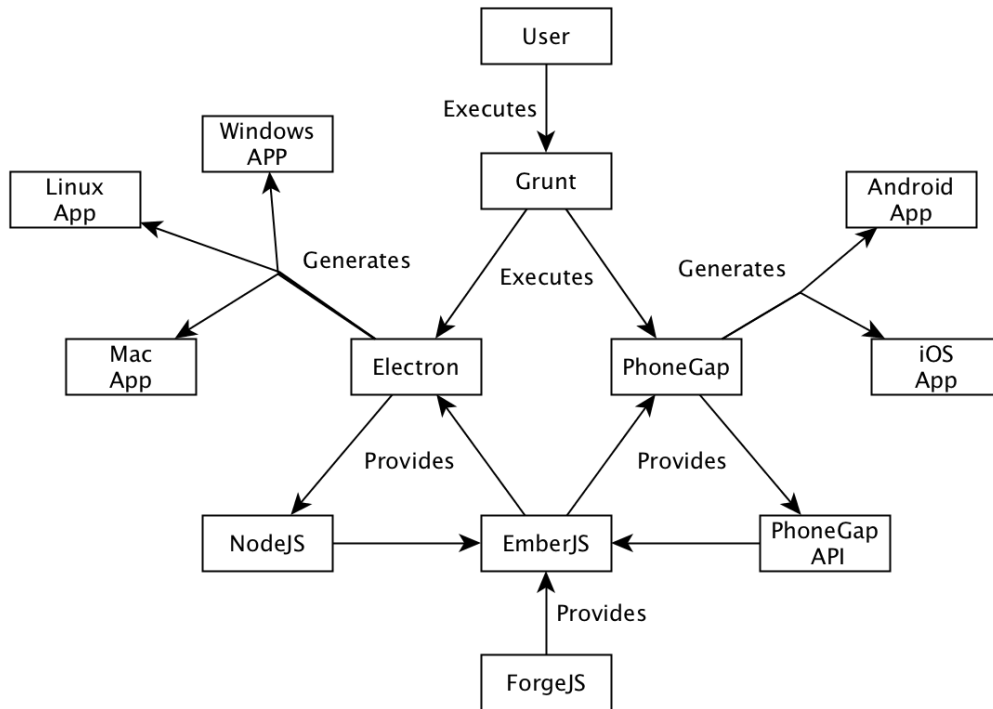 User
Executes
Windows
APP
Linux
App
Grunt
Android
App
Generates
Executes
Generates
Mac
App
Electron
PhoneGap
iOS
App
Provides
Provides
NodeJS
EmberJS
PhoneGap
API
Provides
ForgeJS